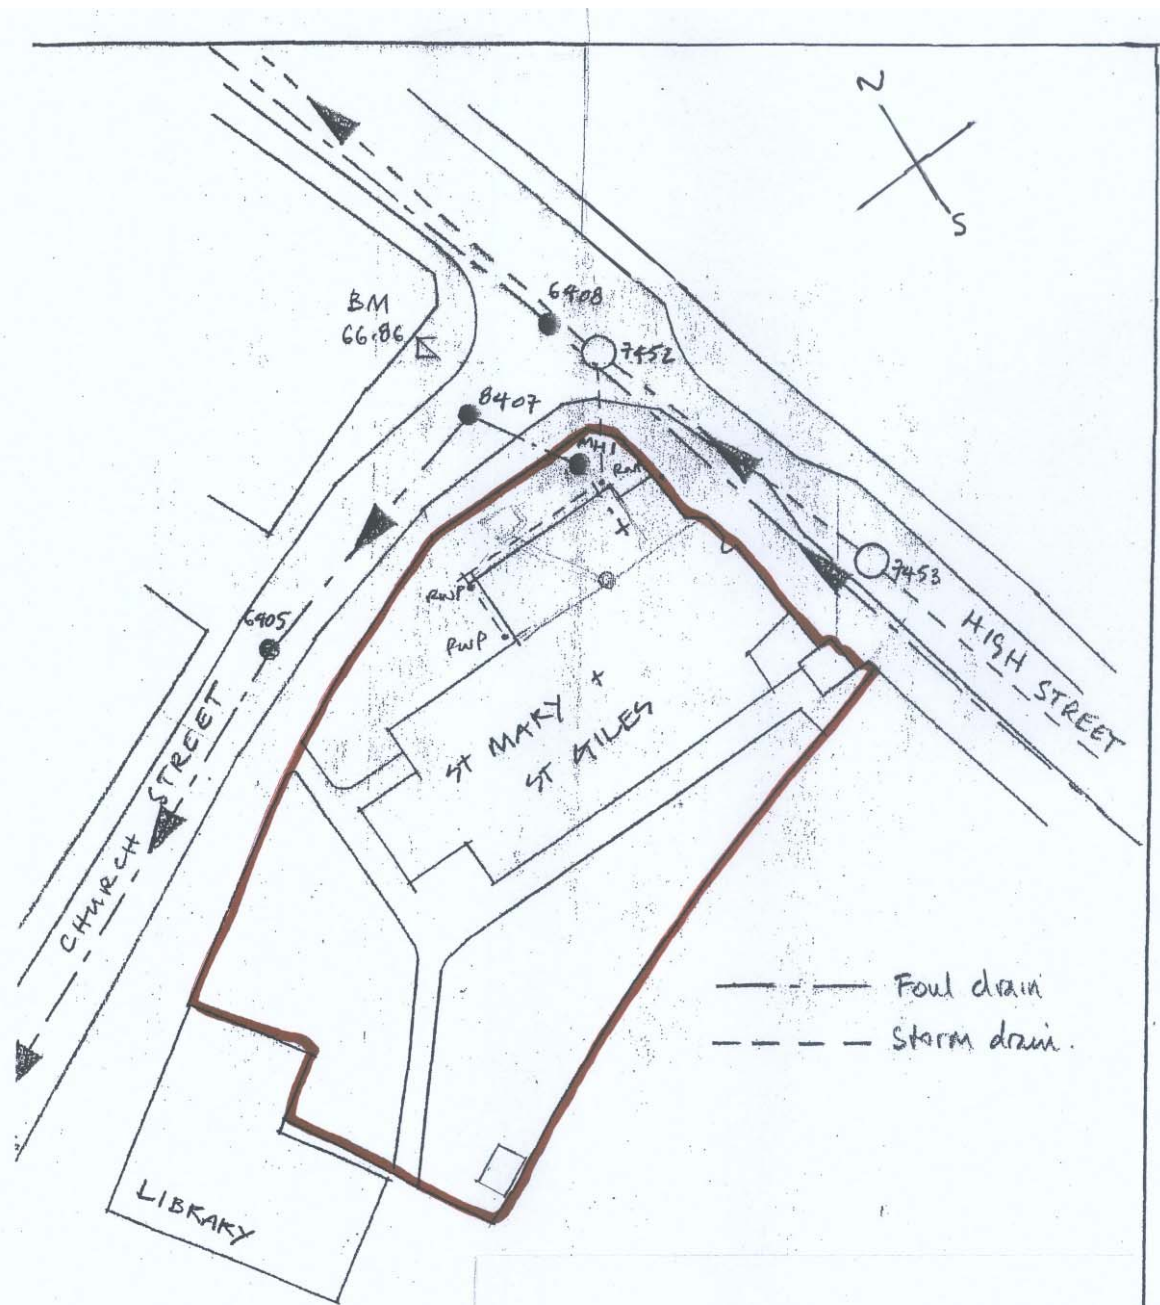 N
S
6408
BM
66.86
7452
8407
MH1
7453
RWP
6405
RWP
HIGH STREET
ST MARY +
ST GILES
CHURCH STREET
Foul drain
Storm drain.
LIBRARY